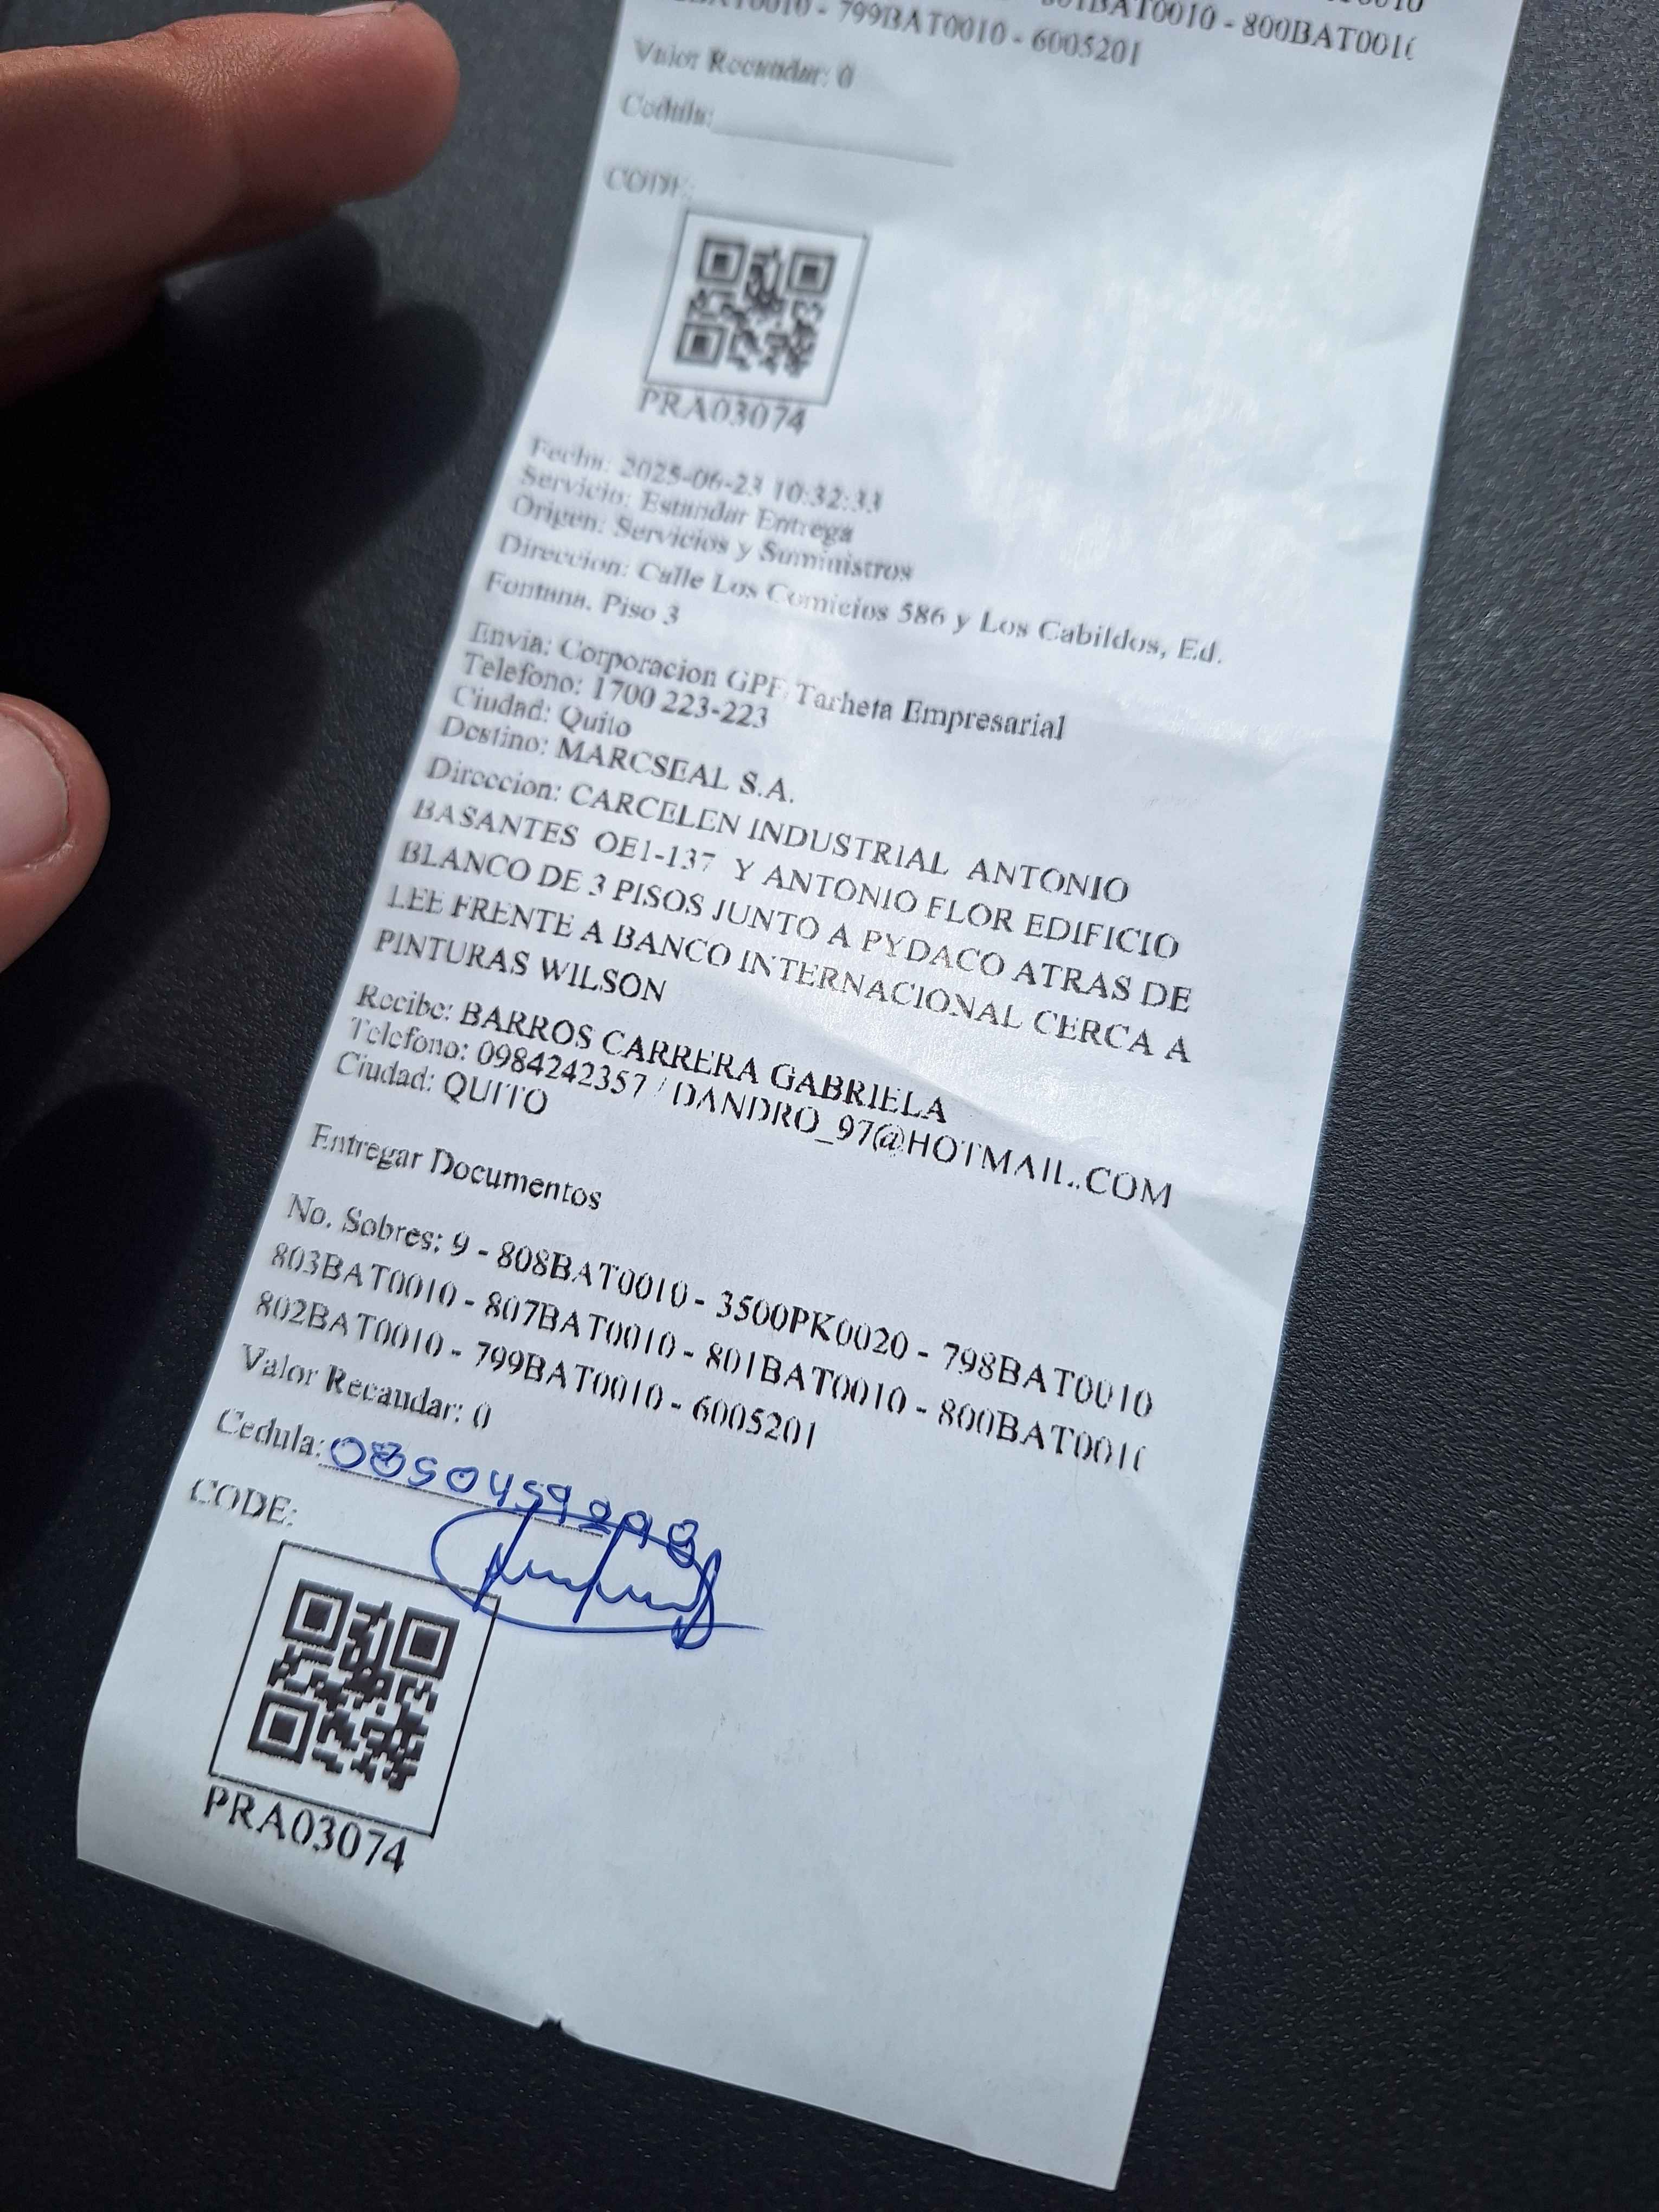 799BAT0010 - 6005201
800BAT001
Valor Recaudar: 0
Cedula:
CODE:
PRA03074
Fecha: 2025-06-23 10:32:33
Servicio: Estandar Entrega
Origen: Servicios y Suministros
Direccion: Calle Los Comicios 586 y Los Cabildos, Ed.
Fontana. Piso 3
Envia: Corporacion GPF Tarheta Empresarial
Telefono: 1700 223-223
Ciudad: Quito
Destino: MARCSEAL S.A.
Direccion: CARCELEN INDUSTRIAL ANTONIO
BASANTES OE1-137 Y ANTONIO FLOR EDIFICIO
BLANCO DE 3 PISOS JUNTO A PYDACO ATRAS DE
LEE FRENTE A BANCO INTERNACIONAL CERCA A
PINTURAS WILSON
Recibe: BARROS CARRERA GABRIELA
Telefono: 0984242357 / DANDRO_97@HOTMAIL.COM
Ciudad: QUITO
Entregar Documentos
No. Sobres: 9 - 808BAT0010 - 3500PK0020 - 798BAT0010
803BAT0010 - 807BAT0010 - 801BAT0010 - 800BAT001
802BAT0010 - 799BAT0010 - 6005201
Valor Recaudar: 0
Cedula:
CODE:
PRA03074